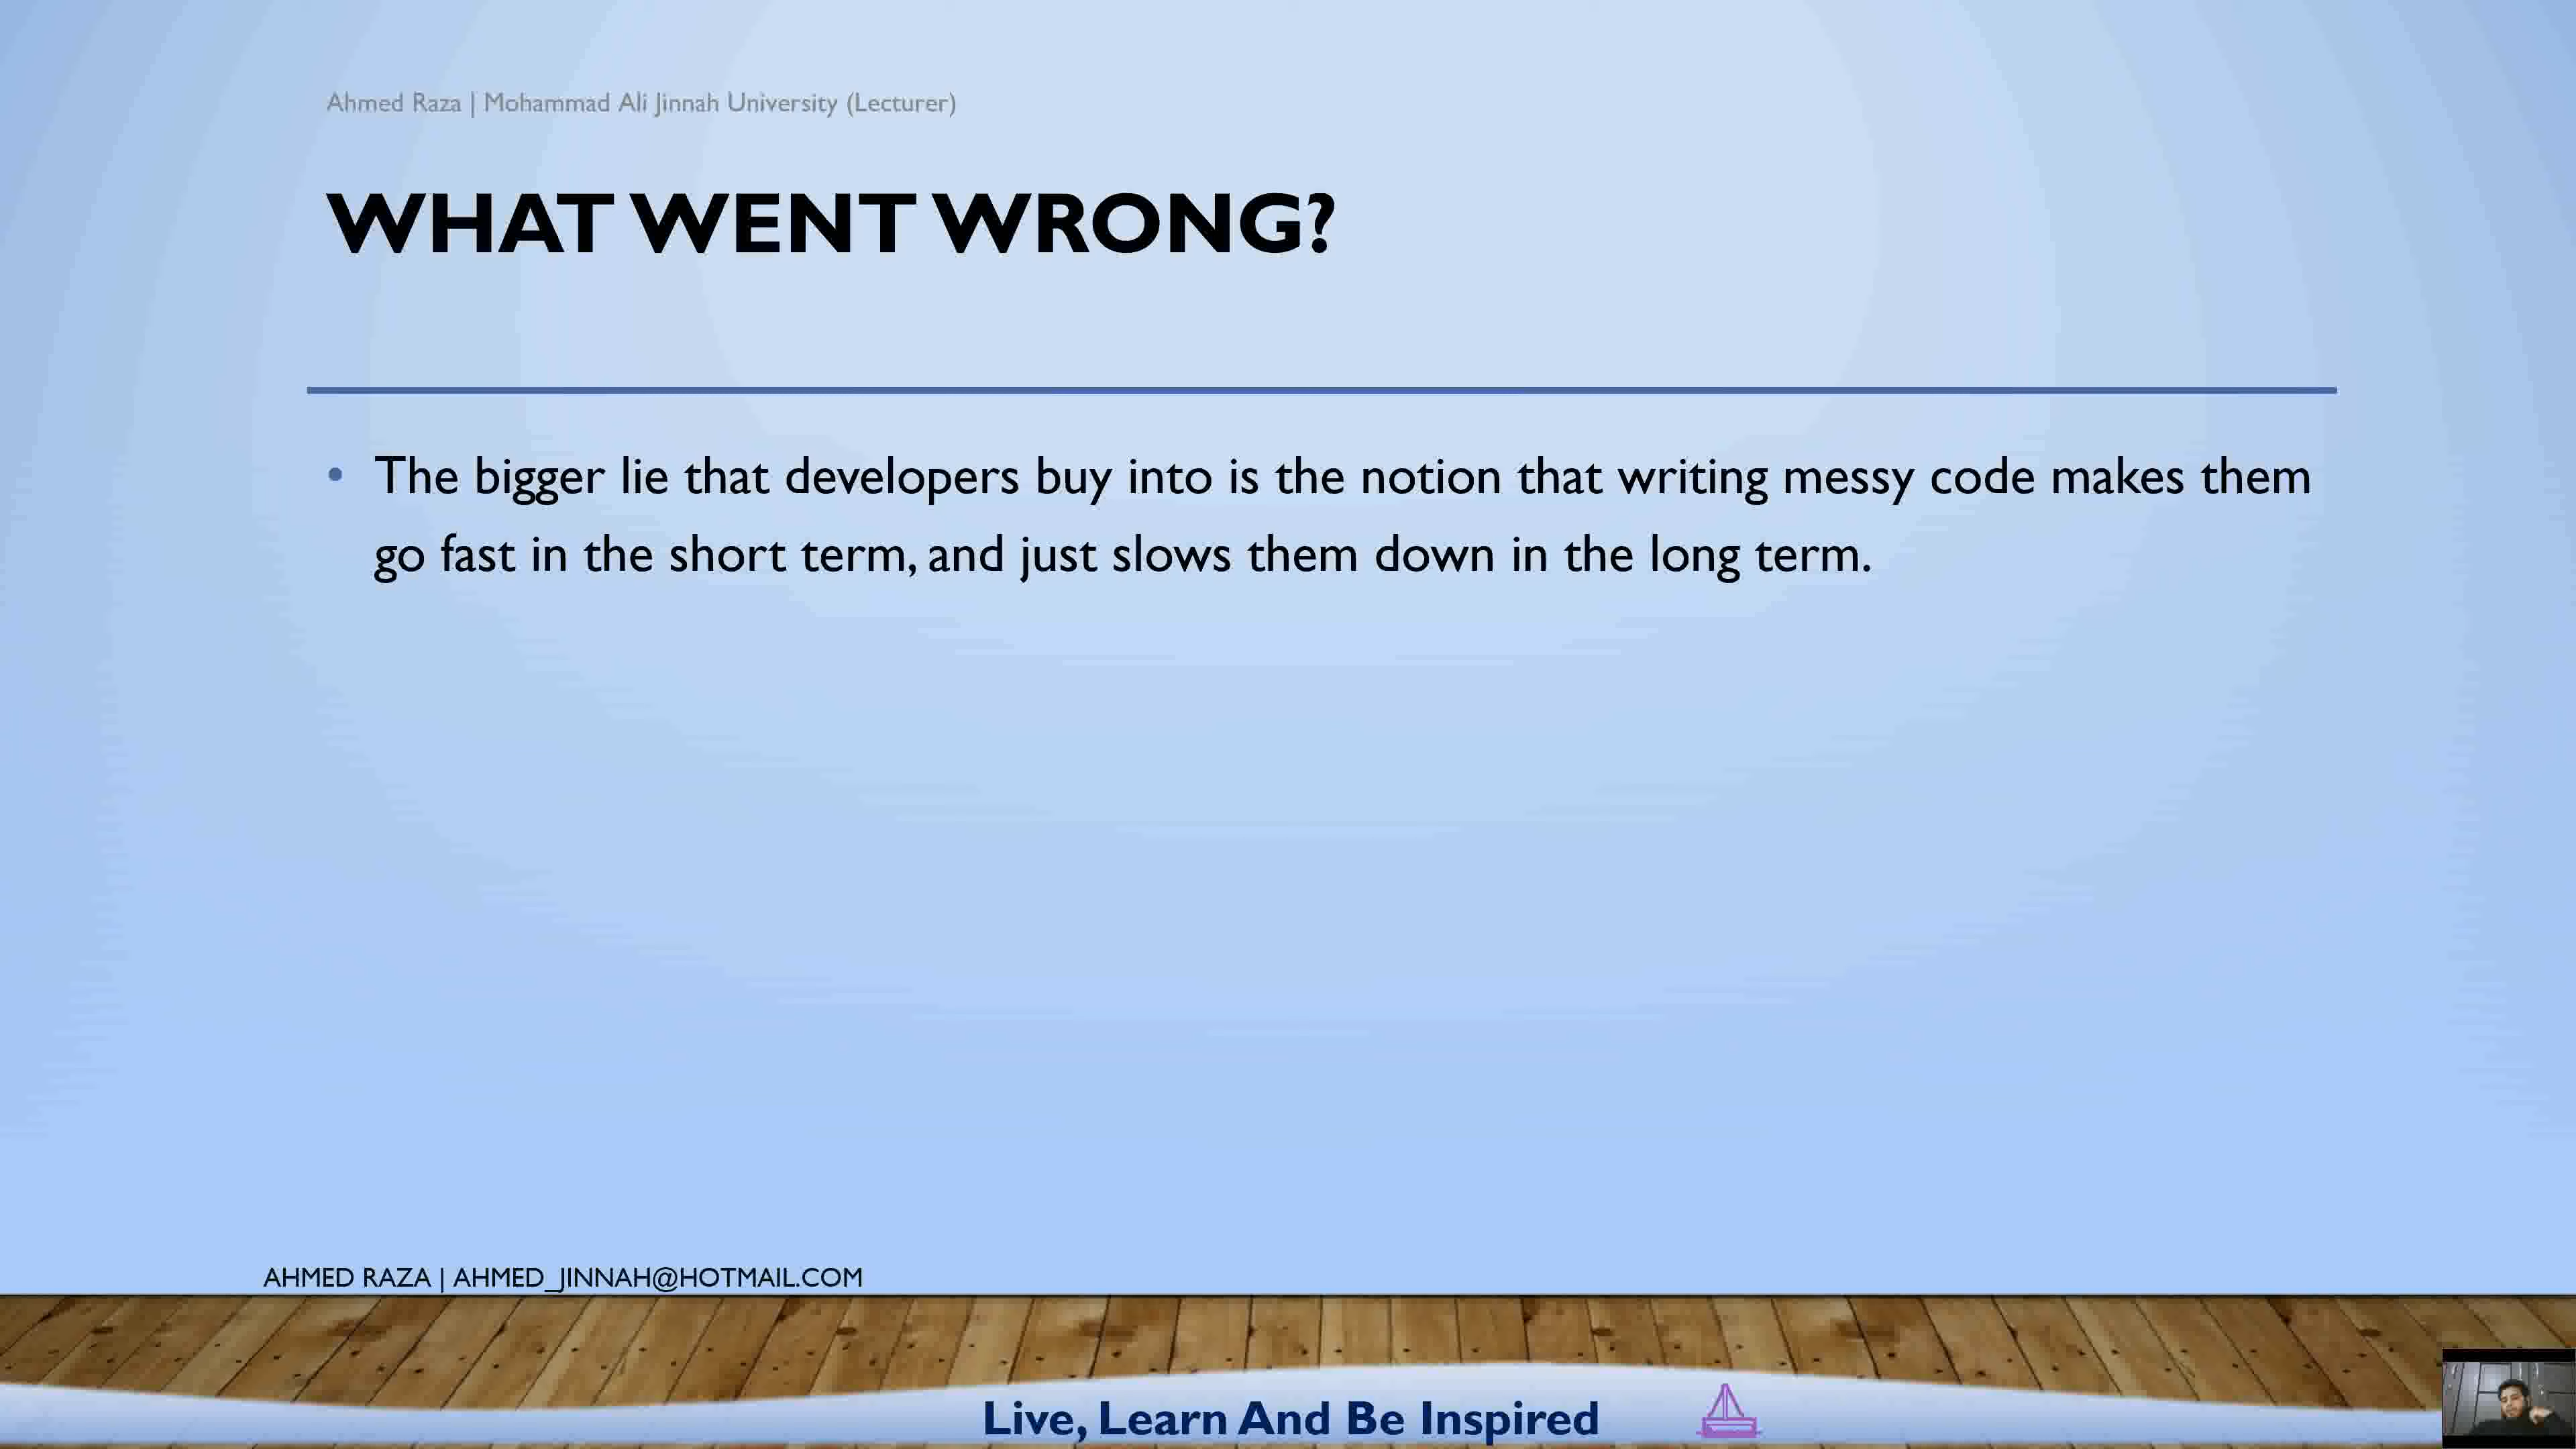 Ahmed Raza | Mohammad Ali Jinnah University (Lecturer)
WHAT WENT WRONG?
• The bigger lie that developers buy into is the notion that writing messy code makes them
go fast in the short term, and just slows them down in the long term.
AHMED RAZA | AHMED_JINNAH@HOTMAIL.COM
Live, Learn And Be Inspired